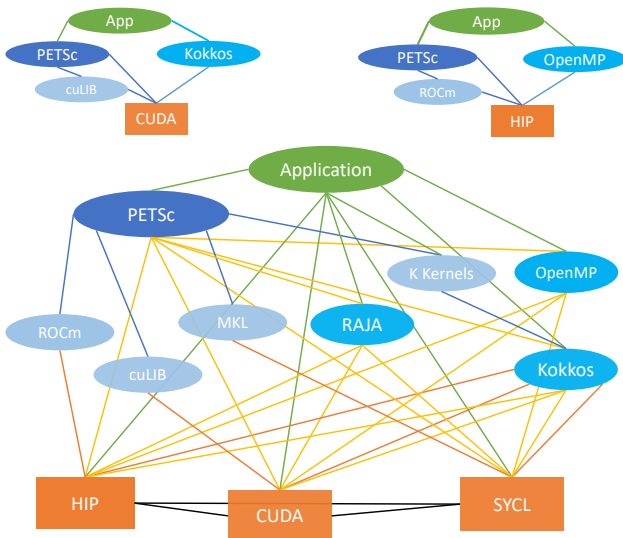 App
PETSc
Kokkos
cuLIB
CUDA
App
PETSc
OpenMP
ROCm
HIP
Application
PETSc
K Kernels
OpenMP
ROCm
MKL
RAJA
cuLIB
Kokkos
HIP
CUDA
SYCL